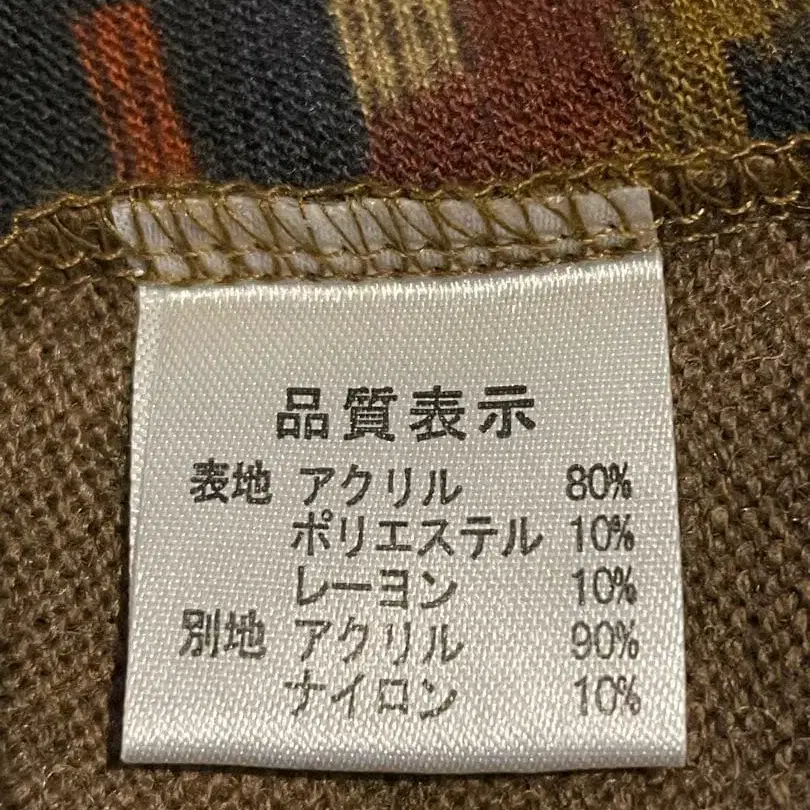 品質表示
表地 アクリル 80%
ポリエステル 10%
レーヨン 10%
別地 アクリル 90%
ナイロン 10%